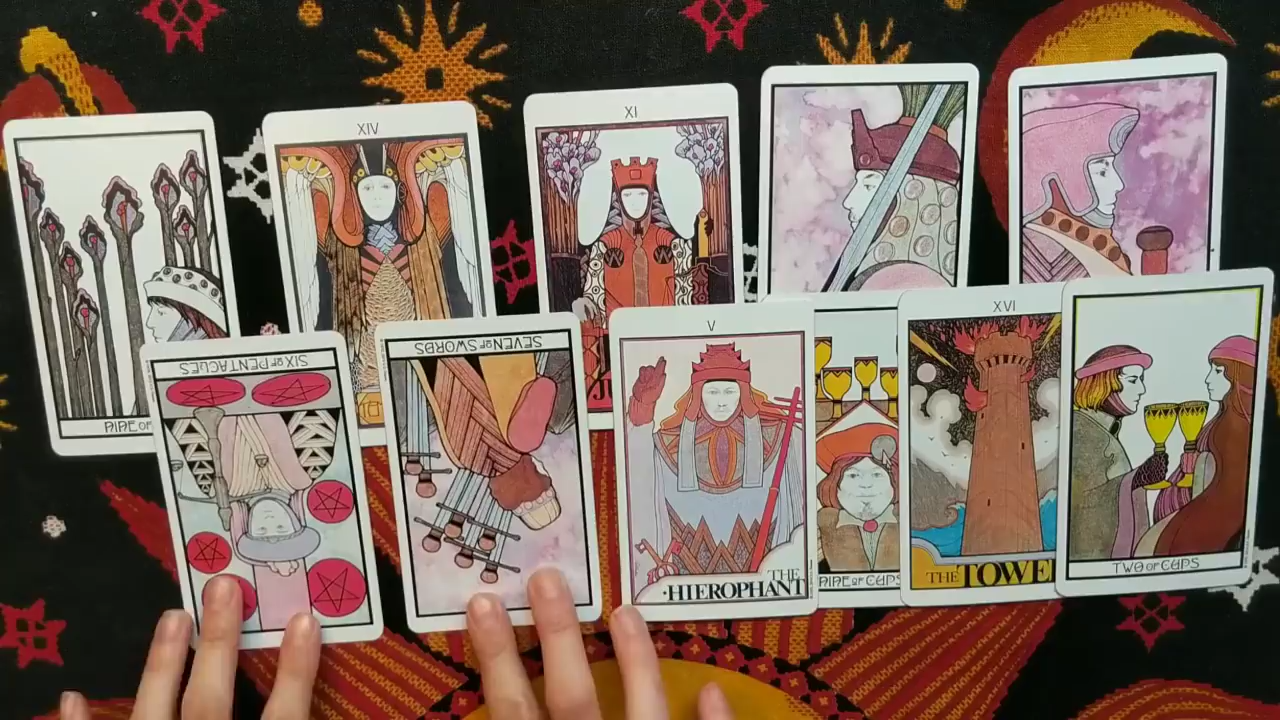 XIV
XI
NINE OF
SIX OF PENTACLES
SEVEN OF SWORDS
V
THE
HIEROPHANT
NINE OF CUPS
XVI
THE TOWE
TWO OF CUPS